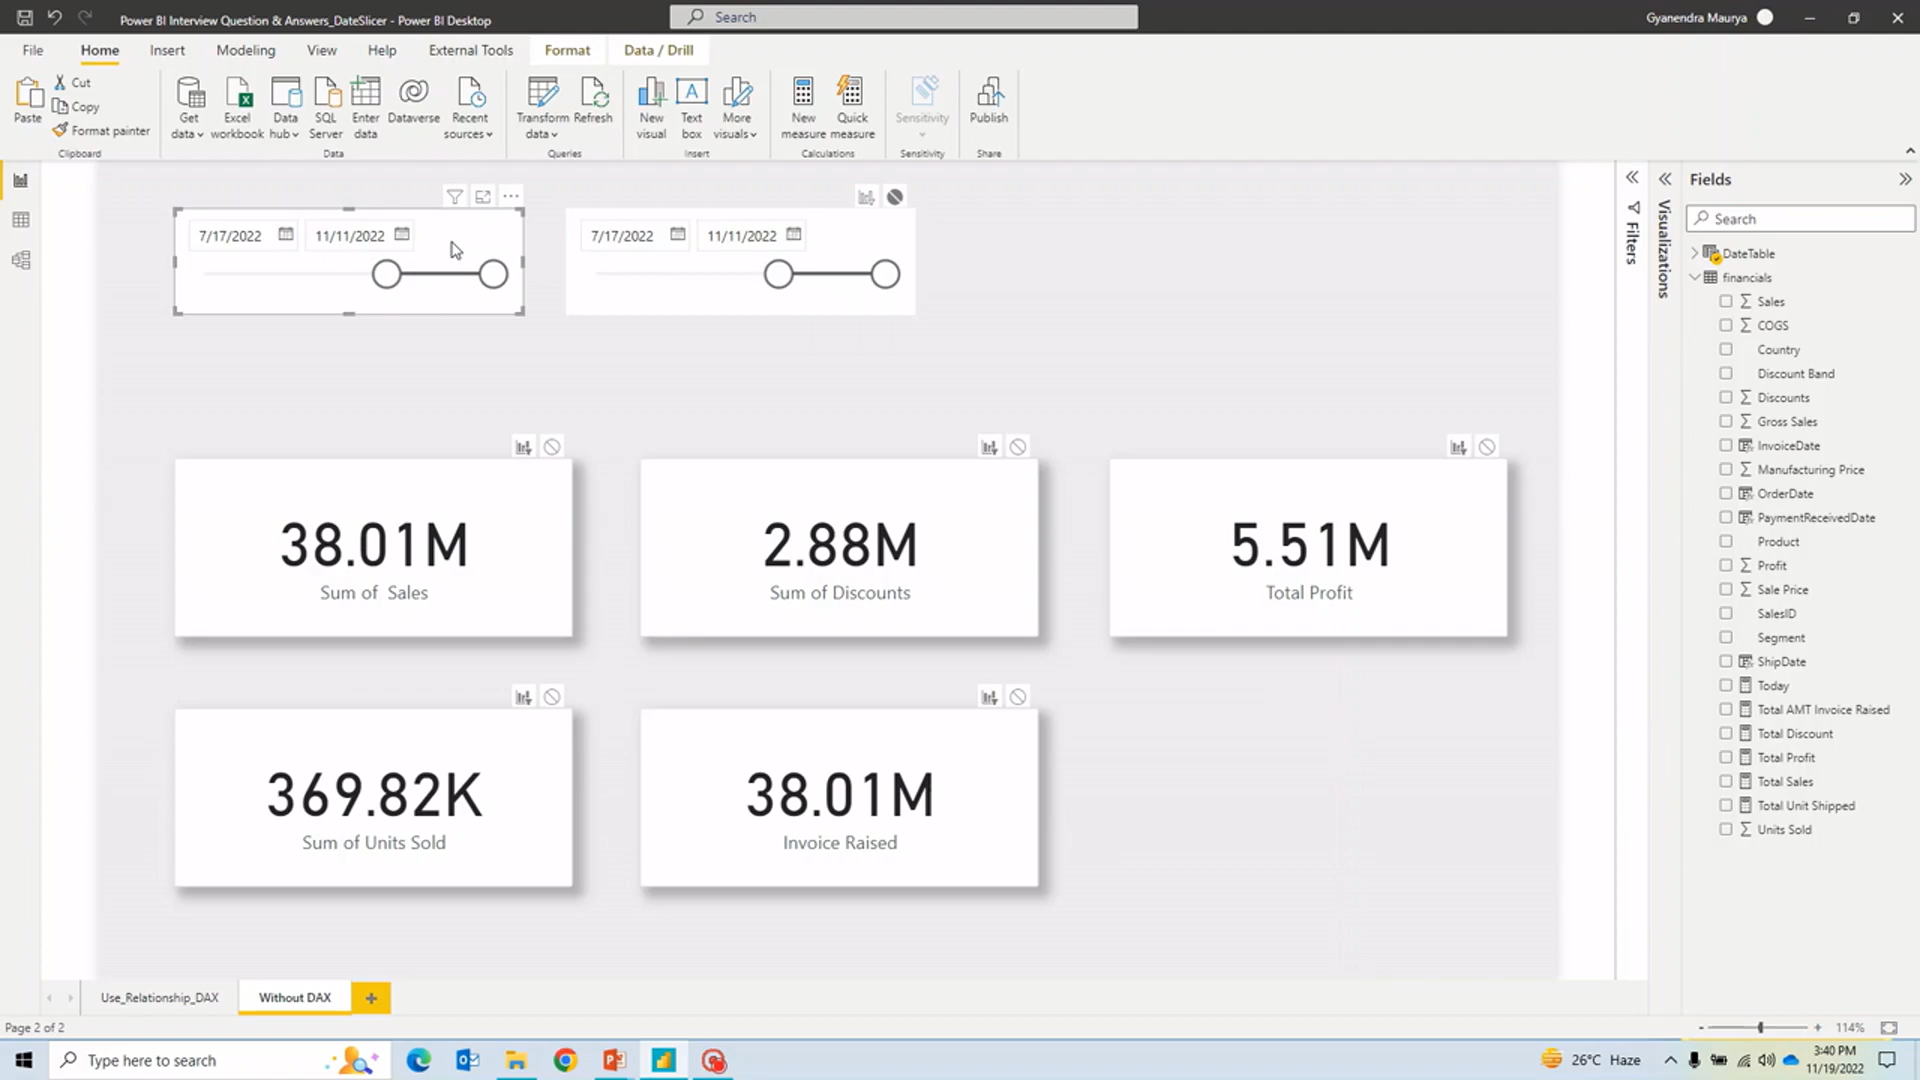 Power BI Interview Question & Answers_DateSlicer - Power BI Desktop
Search
Gyanendra Maurya
File
Home
Insert
Modeling
View
Help
External Tools
Format
Data / Drill
Paste
Cut
Copy
Format painter
Get data
Excel workbook
Data hub
SQL Server
Enter data
Dataverse
Recent sources
Transform data
Refresh
New visual
Text box
More visuals
New measure
Quick measure
Sensitivity
Publish
Clipboard
Data
Queries
Insert
Calculations
Sensitivity
Share
7/17/2022
11/11/2022
7/17/2022
11/11/2022
38.01M
Sum of Sales
2.88M
Sum of Discounts
5.51M
Total Profit
369.82K
Sum of Units Sold
38.01M
Invoice Raised
Filters
Visualizations
Fields
Search
DateTable
financials
Sales
COGS
Country
Discount Band
Discounts
Gross Sales
InvoiceDate
Manufacturing Price
OrderDate
PaymentReceivedDate
Product
Profit
Sale Price
SalesID
Segment
ShipDate
Today
Total AMT Invoice Raised
Total Discount
Total Profit
Total Sales
Total Unit Shipped
Units Sold
Use_Relationship_DAX
Without DAX
Page 2 of 2
114%
Type here to search
26°C Haze
3:40 PM
11/19/2022